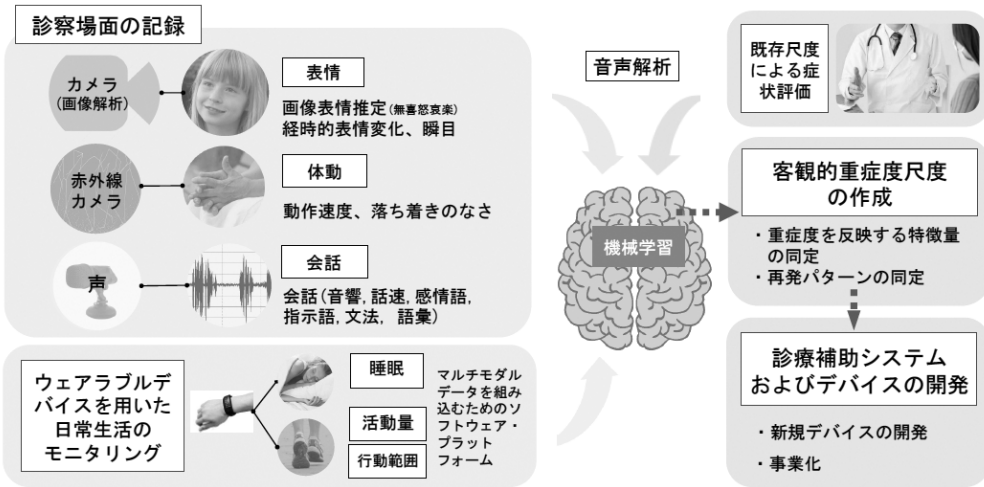 診察場面の記録
カメラ
(画像解析)
表情
画像表情推定(無喜怒哀楽)
経時的表情変化、瞬目
赤外線
カメラ
体動
動作速度、落ち着きのなさ
声
会話
会話(音響, 話速, 感情語,
指示語, 文法, 語彙)
ウェアラブルデ
バイスを用いた
日常生活の
モニタリング
睡眠
活動量
行動範囲
マルチモダル
データを組み
込むためのソ
フトウェア・
プラット
フォーム
音声解析
機械学習
既存尺度
による症
状評価
客観的重症度尺度
の作成
・重症度を反映する特徴量
の同定
・再発パターンの同定
診療補助システム
およびデバイスの開発
・新規デバイスの開発
・事業化